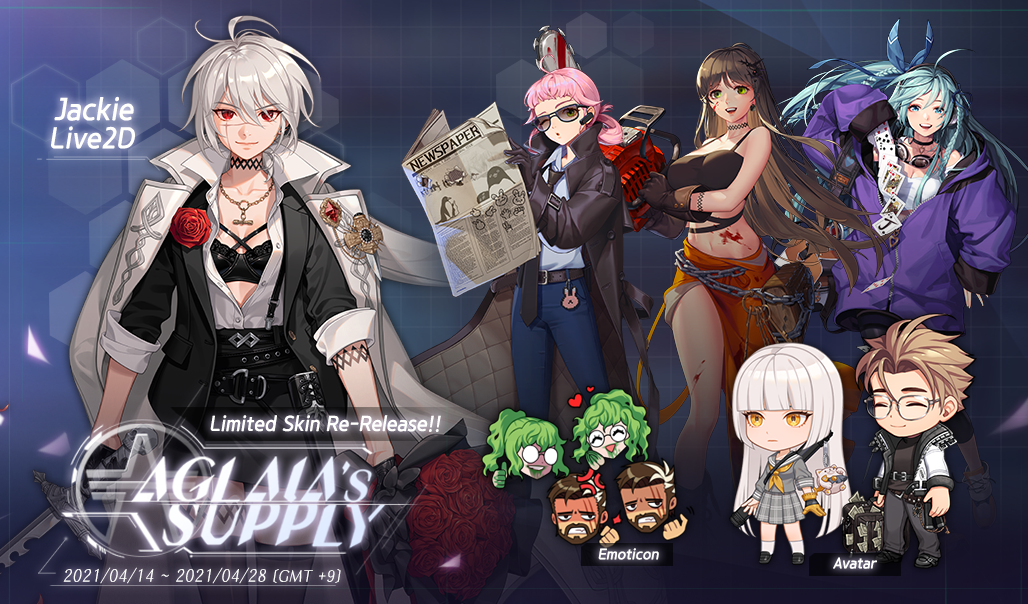 Jackie
Live2D
NEWSPAPER
Limited Skin Re-Release!!
AGLAIA's
SUPPLY
2021/04/14 ~ 2021/04/28 (GMT +9)
Emoticon
Avatar